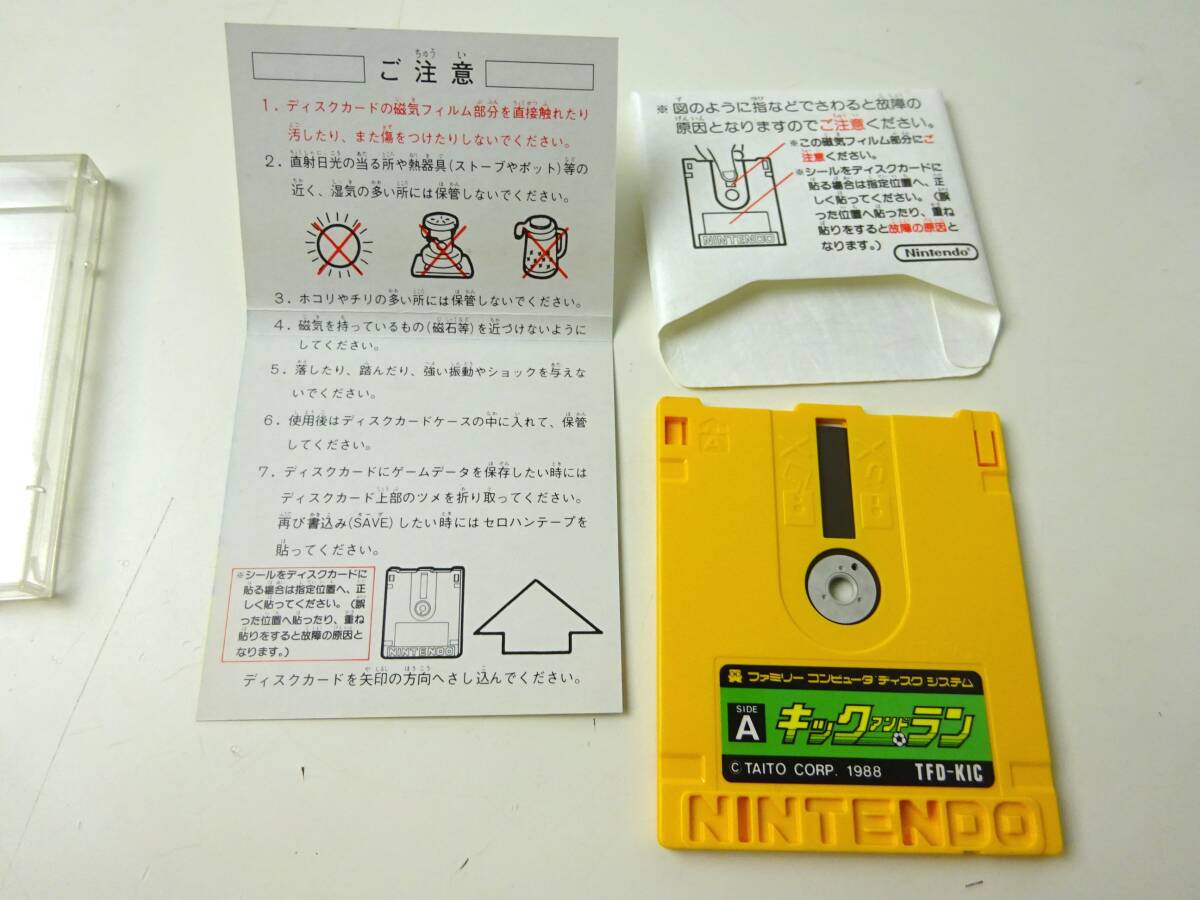 ご注意
1．ディスクカードの磁気フィルム部分を直接触れたり
汚したり、また傷をつけたりしないでください。
2．直射日光の当る所や熱器具(ストーブやポット)等の
近く、湿気の多い所には保管しないでください。
3．ホコリやチリの多い所には保管しないでください。
4．磁気を持っているもの(磁石等)を近づけないように
してください。
5．落したり、踏んだり、強い振動やショックを与えな
いでください。
6．使用後はディスクカードケースの中に入れて、保管
してください。
7．ディスクカードにゲームデータを保存したい時には
ディスクカード上部のツメを折り取ってください。
再び書込み(SAVE)したい時にはセロハンテープを
貼ってください。
※シールをディスクカードに
貼る場合は指定位置へ、正
しく貼ってください。(誤
った位置へ貼ったり、重ね
貼りをすると故障の原因と
なります。)
NINTENDO
ディスクカードを矢印の方向へさし込んでください。
※図のように指などでさわると故障の
原因となりますのでご注意ください。
※この磁気フィルム部分にご
注意ください。
※シールをディスクカードに
貼る場合は指定位置へ、正
しく貼ってください。(誤
った位置へ貼ったり、重ね
貼りをすると故障の原因と
なります。)
NINTENDO
Nintendo
ファミリー コンピュータ ディスク システム
SIDE
A
キックアンドラン
© TAITO CORP. 1988 TFD-KIC
NINTENDO